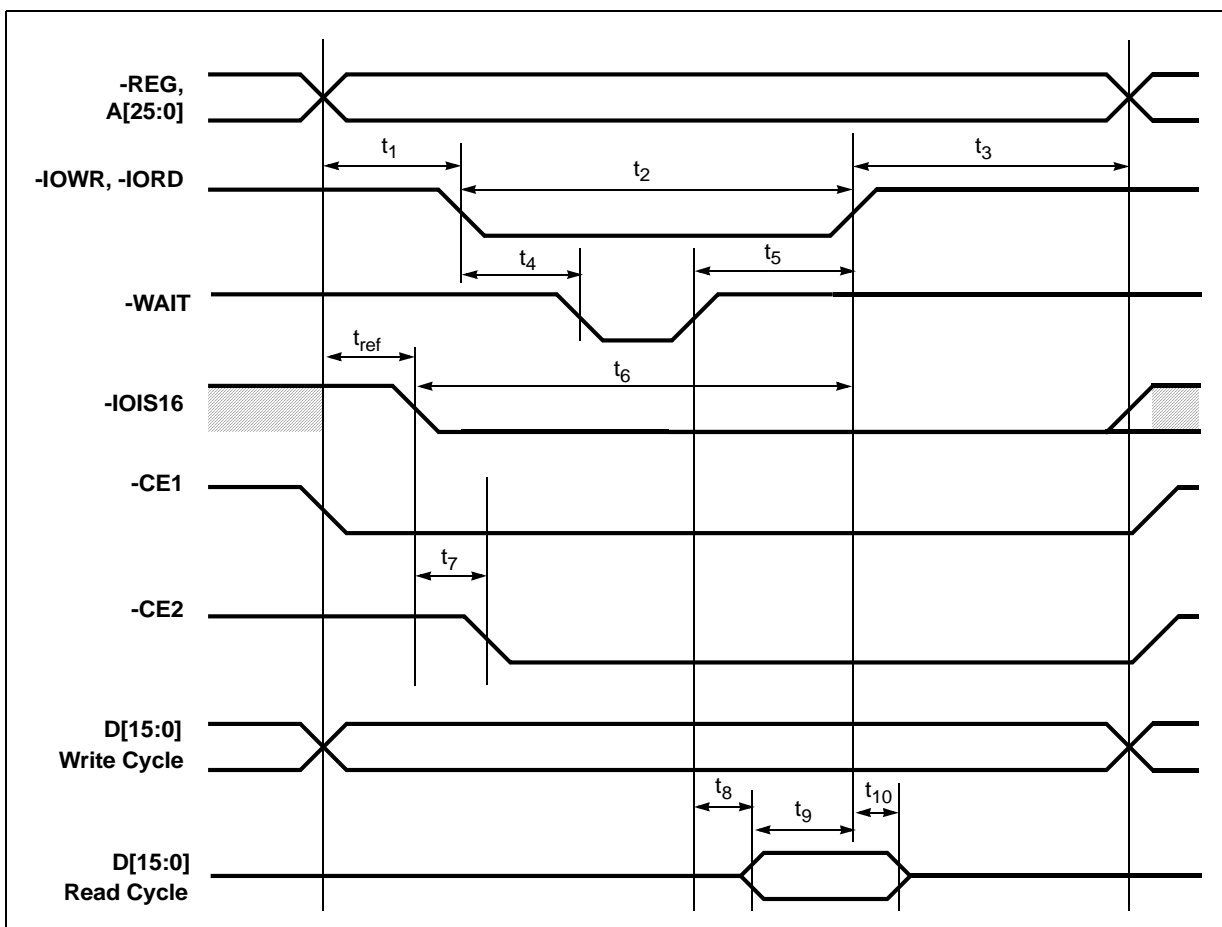 -REG,
A[25:0]
t1
t3
-IOWR, -IORD
t2
t4
t5
-WAIT
tref
t6
-IOIS16
-CE1
t7
-CE2
D[15:0]
Write Cycle
t8
t9
t10
D[15:0]
Read Cycle